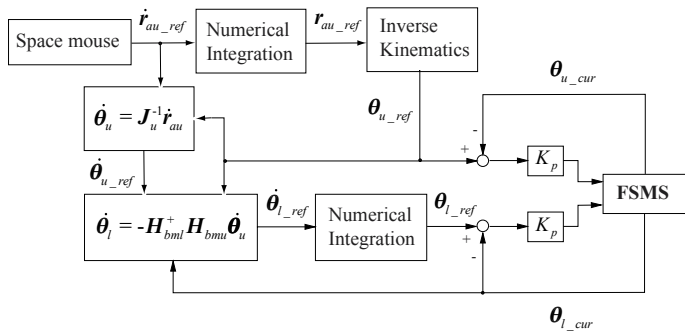 Space mouse
ṙ_au_ref
Numerical
Integration
r_au_ref
Inverse
Kinematics
θ_u_ref
θ_u_cur
θ̇_u = J_u^-1 ṙ_au
θ̇_u_ref
-
+
K_p
FSMS
θ̇_l = -H_bml^+ H_bmu θ̇_u
θ̇_l_ref
Numerical
Integration
θ_l_ref
+
-
K_p
θ_l_cur